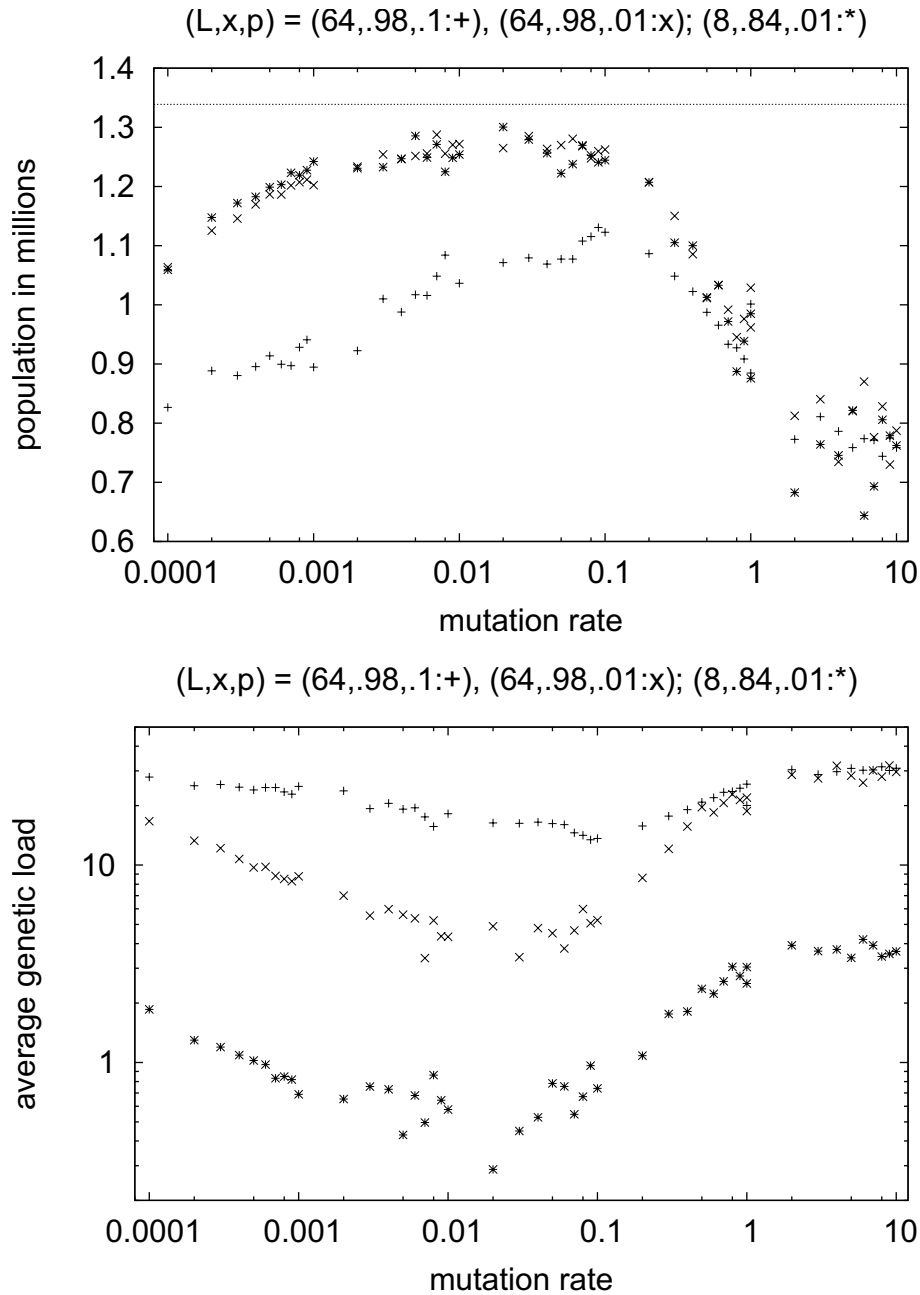 (L,x,p) = (64,.98,.1:+), (64,.98,.01:x); (8,.84,.01:*)
1.4
1.3
1.2
1.1
1
0.9
0.8
0.7
0.6
population in millions
0.0001 0.001 0.01 0.1 1 10
mutation rate
(L,x,p) = (64,.98,.1:+), (64,.98,.01:x); (8,.84,.01:*)
10
1
average genetic load
0.0001 0.001 0.01 0.1 1 10
mutation rate